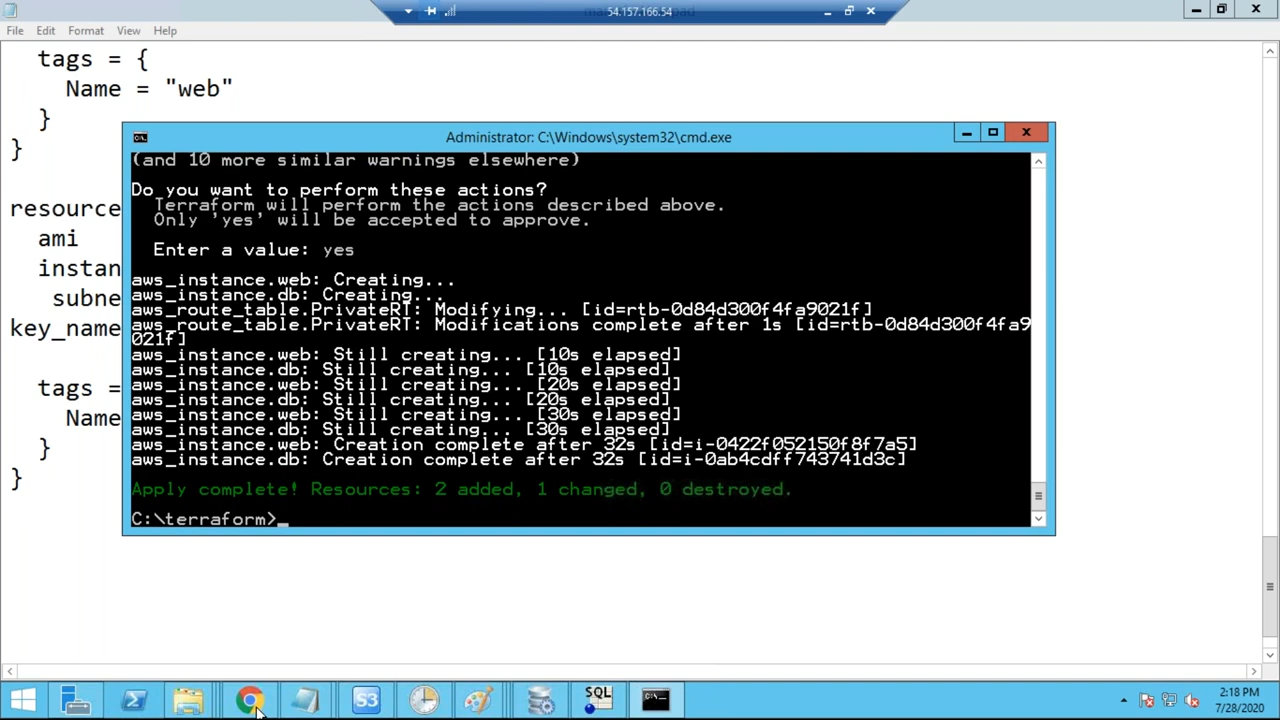 54.157.166.54
File Edit Format View Help
tags = {
Name = "web"
}
}
resource
ami
instan
subne
key_name
tags =
Name
}
}
Administrator: C:\Windows\system32\cmd.exe
(and 10 more similar warnings elsewhere)
Do you want to perform these actions?
Terraform will perform the actions described above.
Only 'yes' will be accepted to approve.
Enter a value: yes
aws_instance.web: Creating...
aws_instance.db: Creating...
aws_route_table.PrivateRT: Modifying... [id=rtb-0d84d300f4fa9021f]
aws_route_table.PrivateRT: Modifications complete after 1s [id=rtb-0d84d300f4fa9
021f]
aws_instance.web: Still creating... [10s elapsed]
aws_instance.db: Still creating... [10s elapsed]
aws_instance.web: Still creating... [20s elapsed]
aws_instance.db: Still creating... [20s elapsed]
aws_instance.web: Still creating... [30s elapsed]
aws_instance.db: Still creating... [30s elapsed]
aws_instance.web: Creation complete after 32s [id=i-0422f052150f8f7a5]
aws_instance.db: Creation complete after 32s [id=i-0ab4cdff743741d3c]
Apply complete! Resources: 2 added, 1 changed, 0 destroyed.
C:\terraform>_
S3
SQL
2:18 PM
7/28/2020